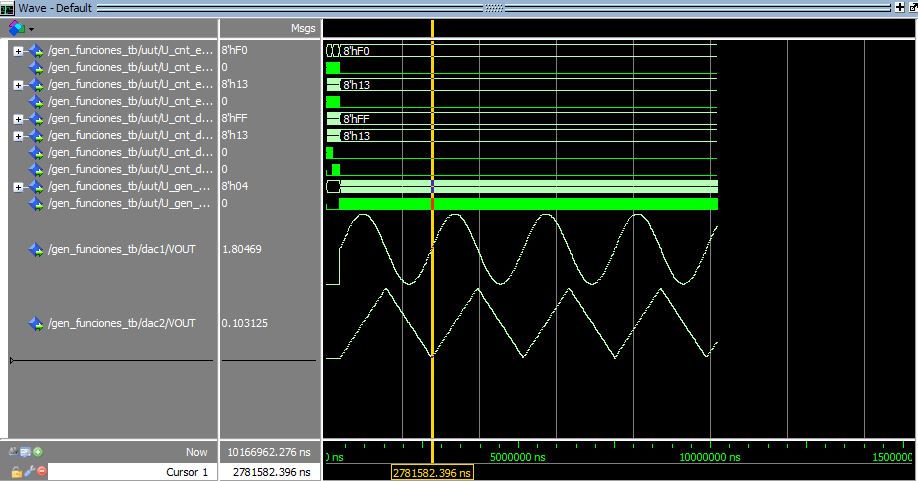 Wave - Default
Msgs
/gen_funciones_tb/uut/U_cnt_e... 8'hF0 8'hF0
/gen_funciones_tb/uut/U_cnt_e... 0
/gen_funciones_tb/uut/U_cnt_e... 8'h13 8'h13
/gen_funciones_tb/uut/U_cnt_e... 0
/gen_funciones_tb/uut/U_cnt_d... 8'hFF 8'hFF
/gen_funciones_tb/uut/U_cnt_d... 8'h13 8'h13
/gen_funciones_tb/uut/U_cnt_d... 0
/gen_funciones_tb/uut/U_cnt_d... 0
/gen_funciones_tb/uut/U_gen_... 8'h04
/gen_funciones_tb/uut/U_gen_... 0
/gen_funciones_tb/dac1/VOUT 1.80469
/gen_funciones_tb/dac2/VOUT 0.103125
Now 10166962.276 ns 0 ns 5000000 ns 10000000 ns 1500000
Cursor 1 2781582.396 ns 2781582.396 ns